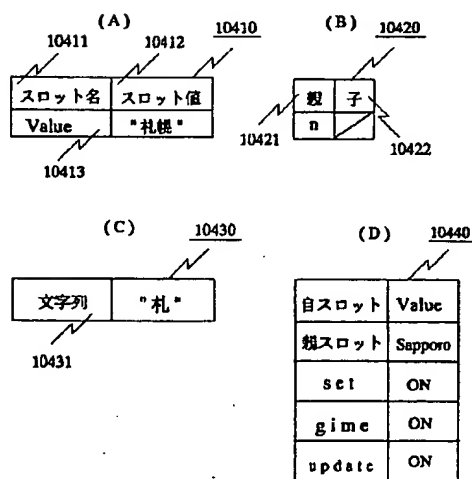 (A)
10411
10412
10410
スロット名 スロット値
Value "札幌"
10413
(B)
10420
親 子
n
10421
10422
(C)
10430
文字列 "札"
10431
(D)
10440
自スロット Value
親スロット Sapporo
set ON
gime ON
update ON